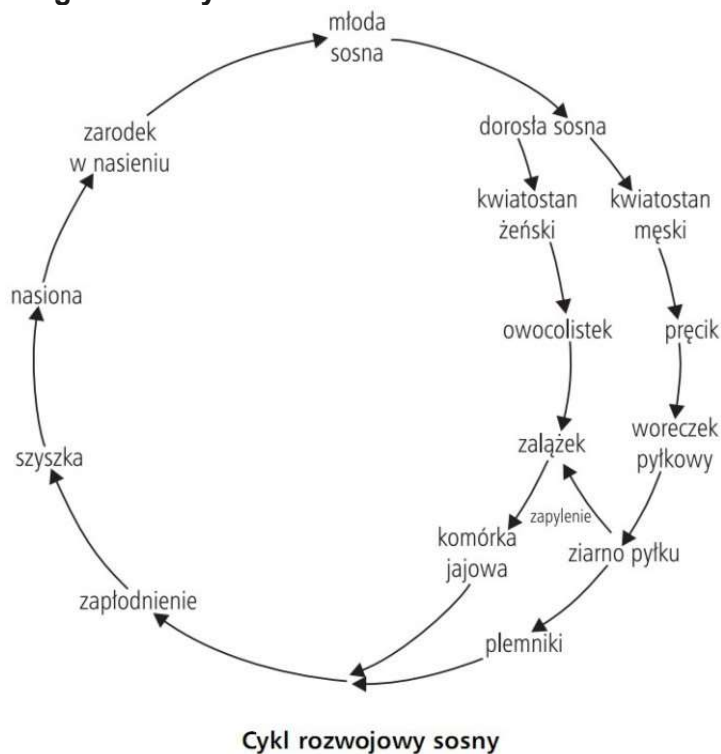 młoda
sosna
dorosła sosna
zarodek
w nasieniu
kwiatostan
żeński
kwiatostan
męski
nasiona
owocolistek
pręcik
woreczek
pyłkowy
zalążek
szyszka
zapylenie
komórka
jajowa
ziarno pyłku
zapłodnienie
plemniki
Cykl rozwojowy sosny